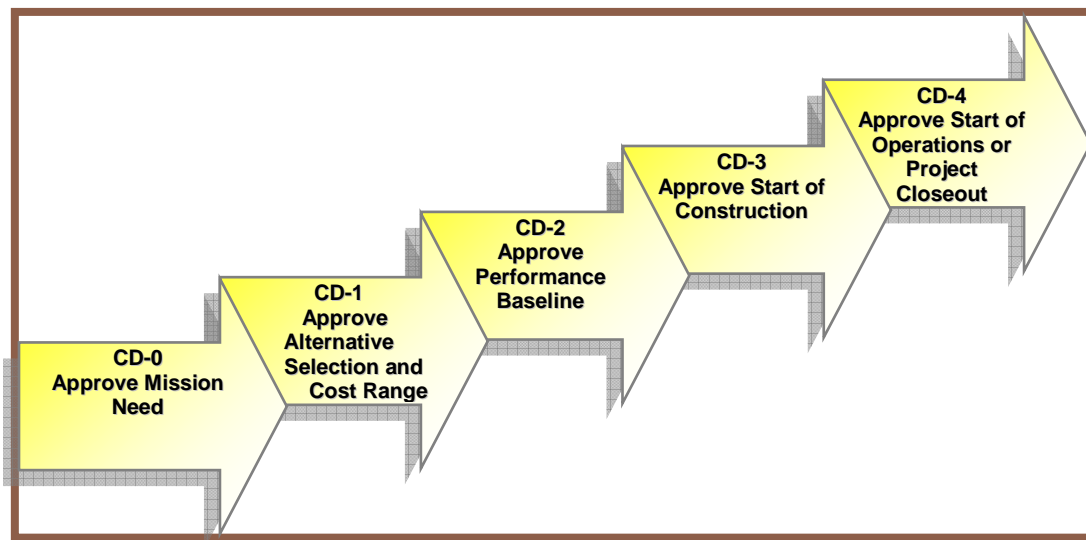 CD-0
Approve Mission
Need
CD-1
Approve
Alternative
Selection and
Cost Range
CD-2
Approve
Performance
Baseline
CD-3
Approve Start of
Construction
CD-4
Approve Start of
Operations or
Project
Closeout